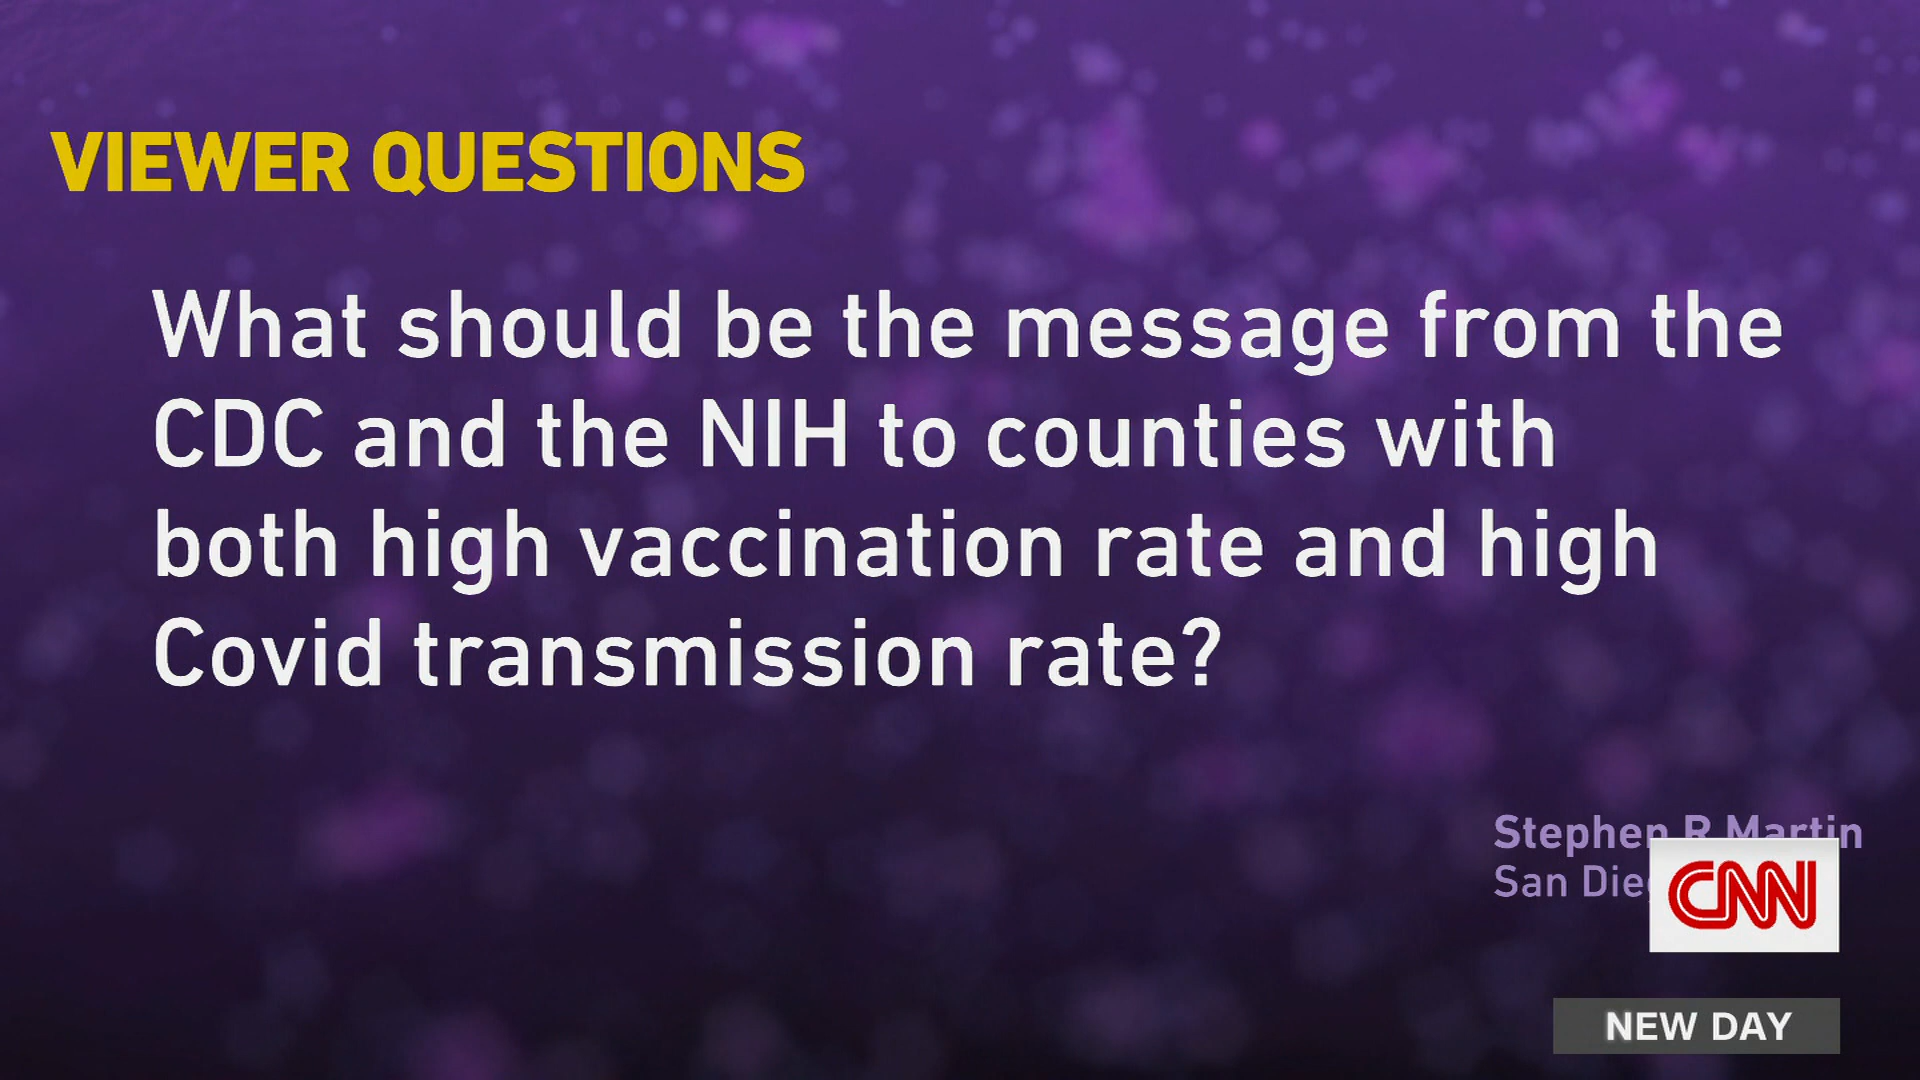 VIEWER QUESTIONS
What should be the message from the
CDC and the NIH to counties with
both high vaccination rate and high
Covid transmission rate?
Stephen R Martin
San
CNN
NEW DAY